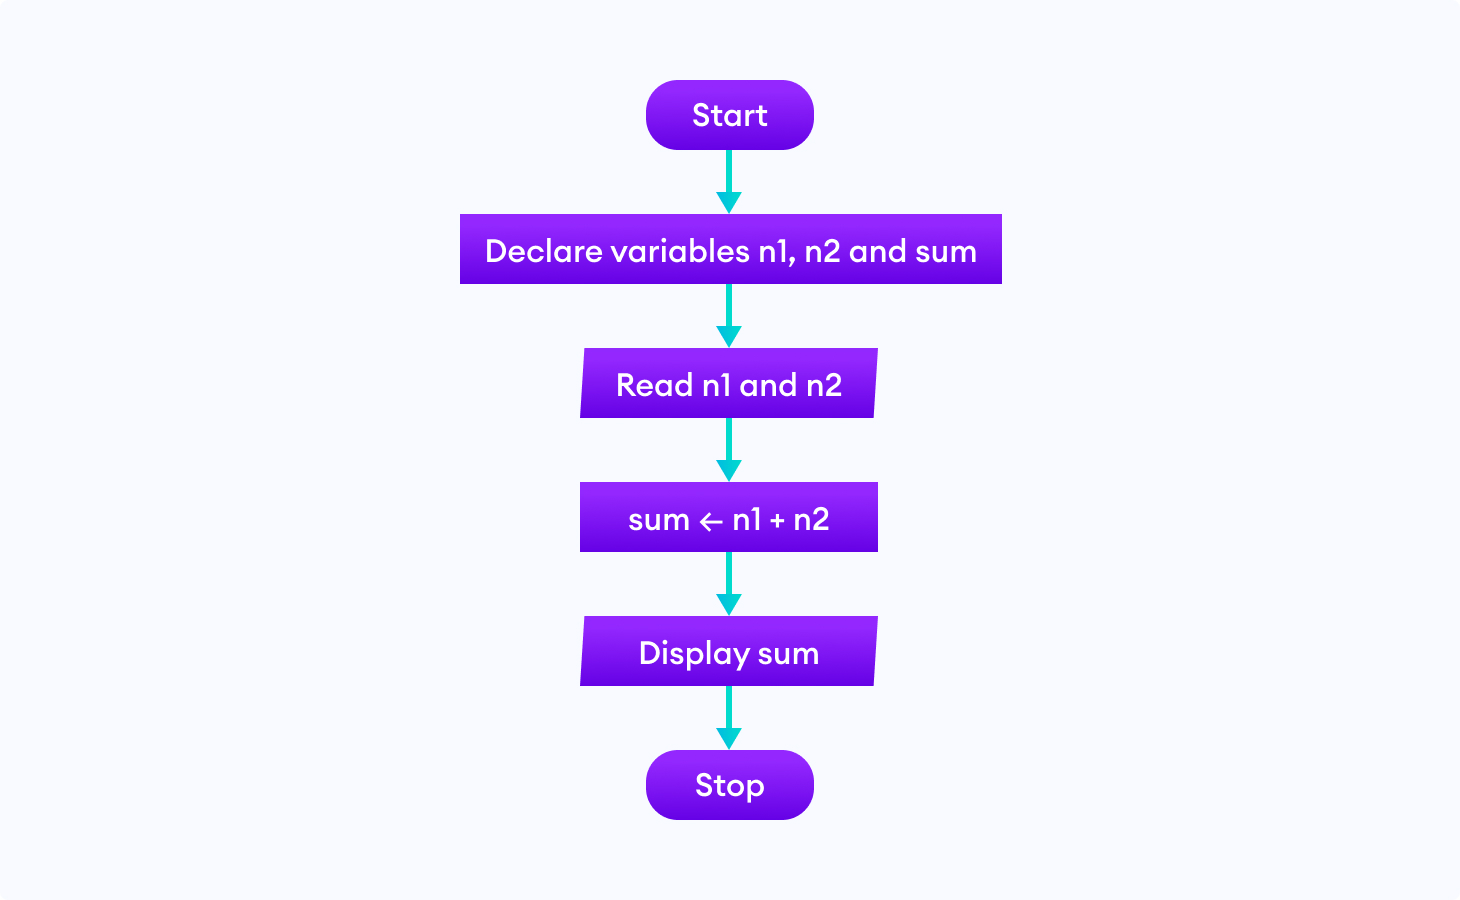 Start
Declare variables n1, n2 and sum
Read n1 and n2
sum ← n1 + n2
Display sum
Stop